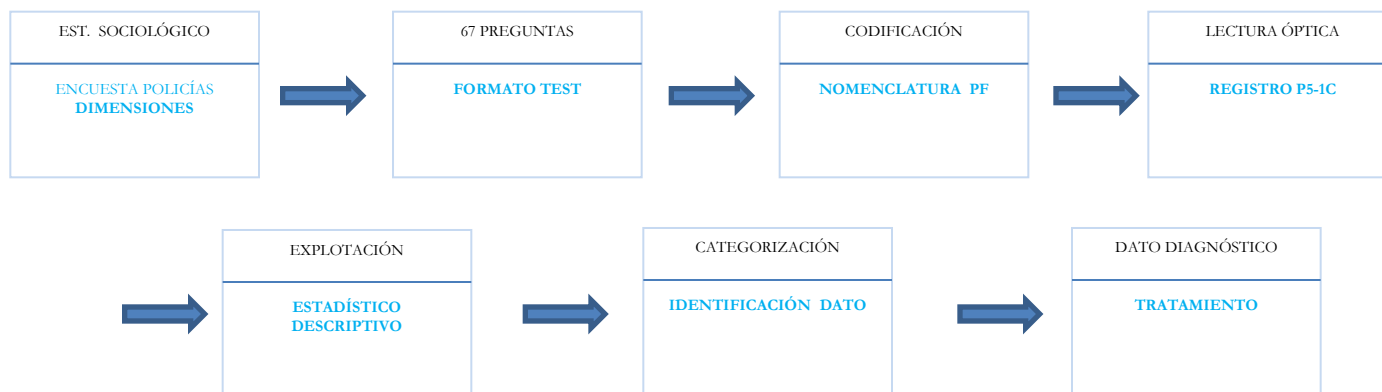 EST. SOCIOLÓGICO
ENCUESTA POLICÍAS
DIMENSIONES
67 PREGUNTAS
FORMATO TEST
CODIFICACIÓN
NOMENCLATURA PF
LECTURA ÓPTICA
REGISTRO P5-1C
EXPLOTACIÓN
ESTADÍSTICO
DESCRIPTIVO
CATEGORIZACIÓN
IDENTIFICACIÓN DATO
DATO DIAGNÓSTICO
TRATAMIENTO